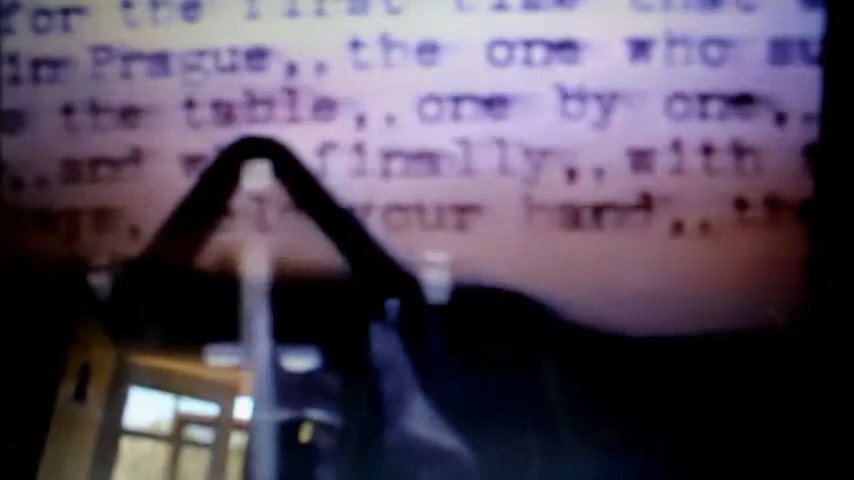 for the first time that
in Prague,, the one who
the table,, one by one,,
,,and finally,, with
your hand,,